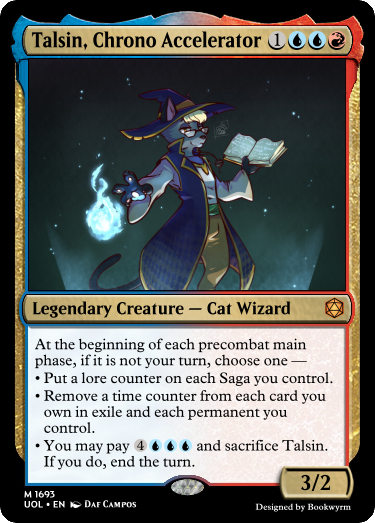 Talsin, Chrono Accelerator 1
Legendary Creature — Cat Wizard
At the beginning of each precombat main
phase, if it is not your turn, choose one —
• Put a lore counter on each Saga you control.
• Remove a time counter from each card you
own in exile and each permanent you
control.
• You may pay 4 and sacrifice Talsin.
If you do, end the turn.
3/2
M 1693
UOL • EN Daf Campos
Designed by Bookwyrm